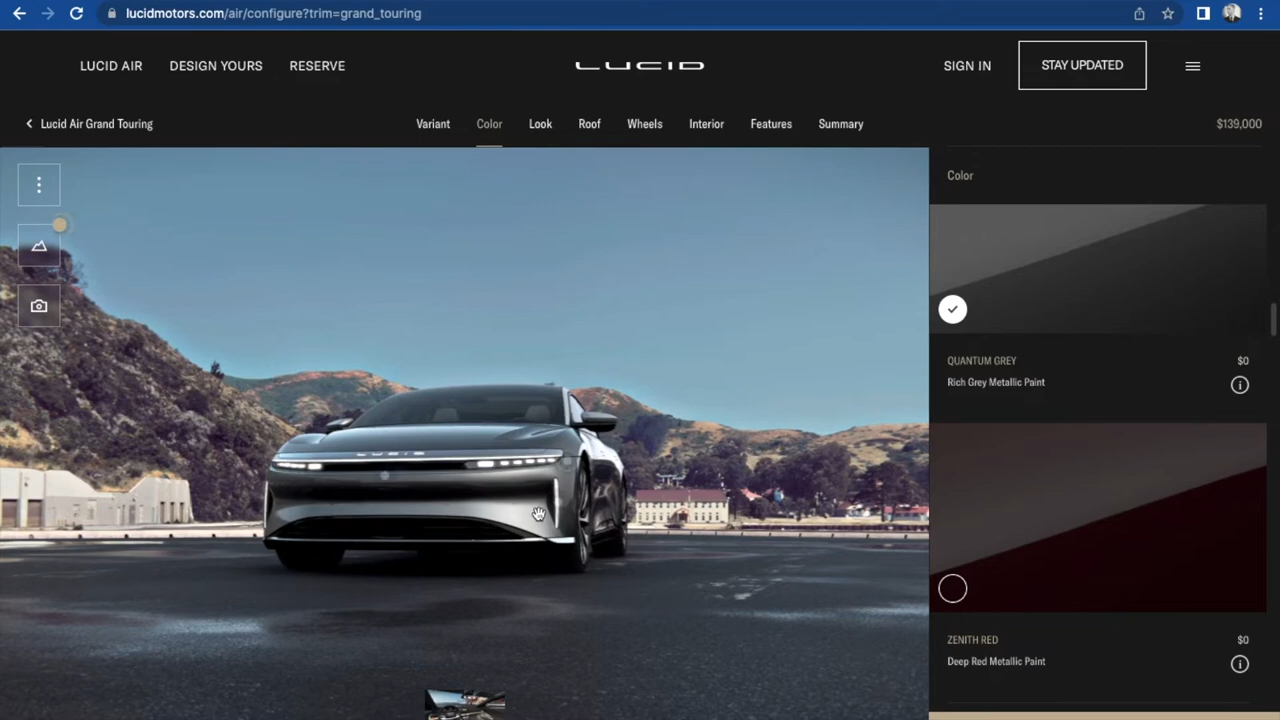 lucidmotors.com/air/configure?trim=grand_touring
LUCID AIR DESIGN YOURS RESERVE LUCID SIGN IN STAY UPDATED
Lucid Air Grand Touring Variant Color Look Roof Wheels Interior Features Summary $139,000
Color
QUANTUM GREY $0
Rich Grey Metallic Paint
LUCID
ZENITH RED $0
Deep Red Metallic Paint